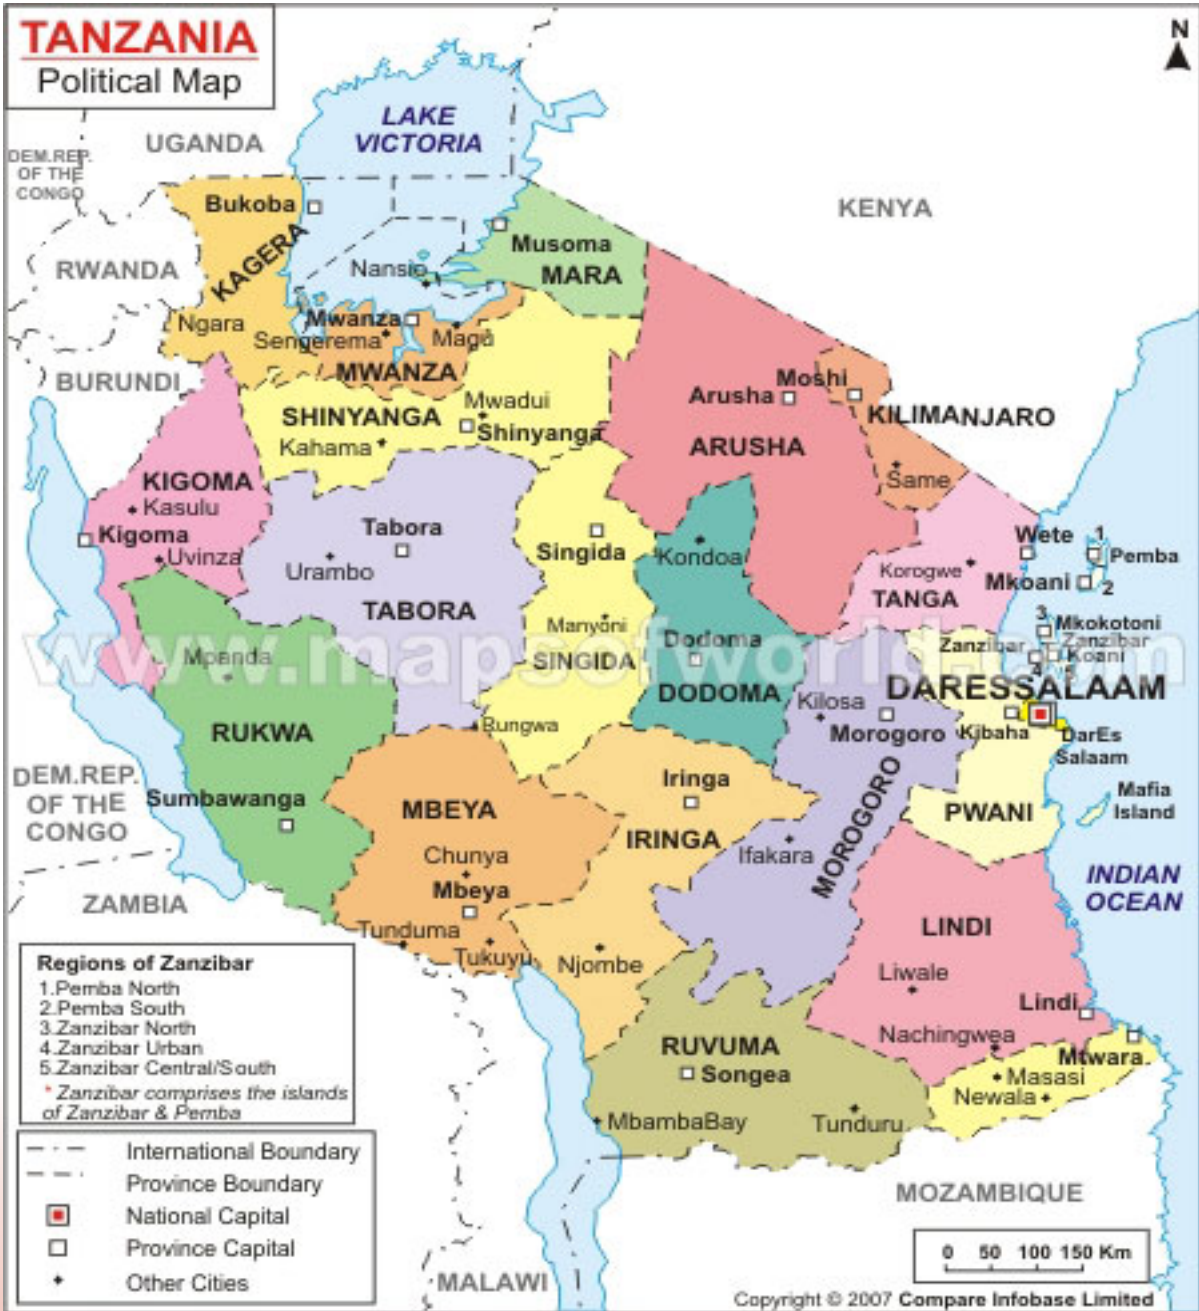 TANZANIA
Political Map
N
LAKE
VICTORIA
UGANDA
DEM.REP.
OF THE
CONGO
KENYA
RWANDA
BURUNDI
Bukoba
KAGERA
Ngara
Musoma
MARA
Nansio
Mwanza
Sengerema
Magu
MWANZA
SHINYANGA
Mwadui
Shinyanga
Kahama
Arusha
ARUSHA
Moshi
KILIMANJARO
Same
KIGOMA
Kasulu
Kigoma
Uvinza
Tabora
Urambo
TABORA
Singida
Manyoni
SINGIDA
Rungwa
Kondoa
Dodoma
DODOMA
Wete
1
Pemba
Mkoani
2
Korogwe
TANGA
3
Mkokotoni
Zanzibar
Zanzibar
Koani
4
5
www.mapsofworld.com
Mpanda
RUKWA
Sumbawanga
DARESSALAAM
Kilosa
Morogoro
MOROGORO
Kibaha
DarEs
Salaam
PWANI
Mafia
Island
DEM.REP.
OF THE
CONGO
MBEYA
Chunya
Mbeya
Tunduma
Tukuyu
Iringa
IRINGA
Ifakara
Njombe
INDIAN
OCEAN
ZAMBIA
LINDI
Liwale
Lindi
Nachingwea
Mtwara
Masasi
Newala
RUVUMA
Songea
MbambaBay
Tunduru
MOZAMBIQUE
MALAWI
Regions of Zanzibar
1.Pemba North
2.Pemba South
3.Zanzibar North
4.Zanzibar Urban
5.Zanzibar Central/South
* Zanzibar comprises the islands
of Zanzibar & Pemba
International Boundary
Province Boundary
National Capital
Province Capital
Other Cities
0 50 100 150 Km
Copyright © 2007 Compare Infobase Limited